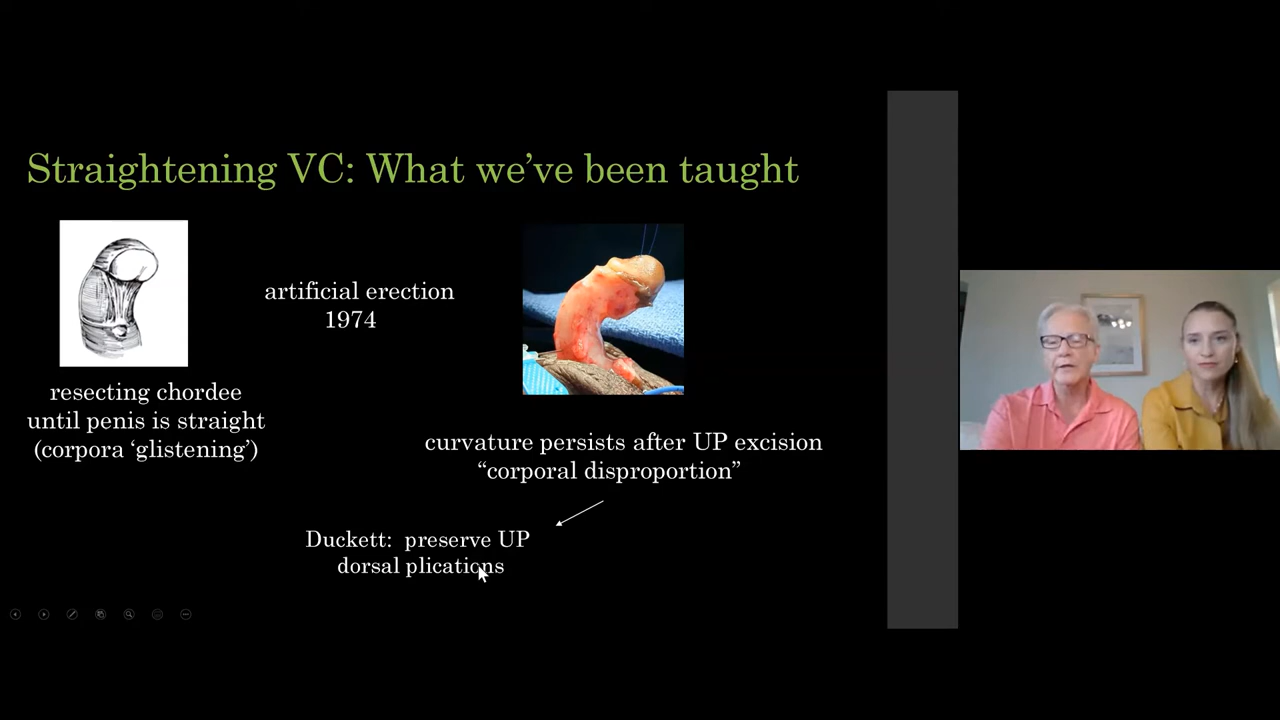 Straightening VC: What we've been taught
artificial erection
1974
resecting chordee
until penis is straight
(corpora 'glistening')
curvature persists after UP excision
"corporal disproportion"
Duckett: preserve UP
dorsal plications